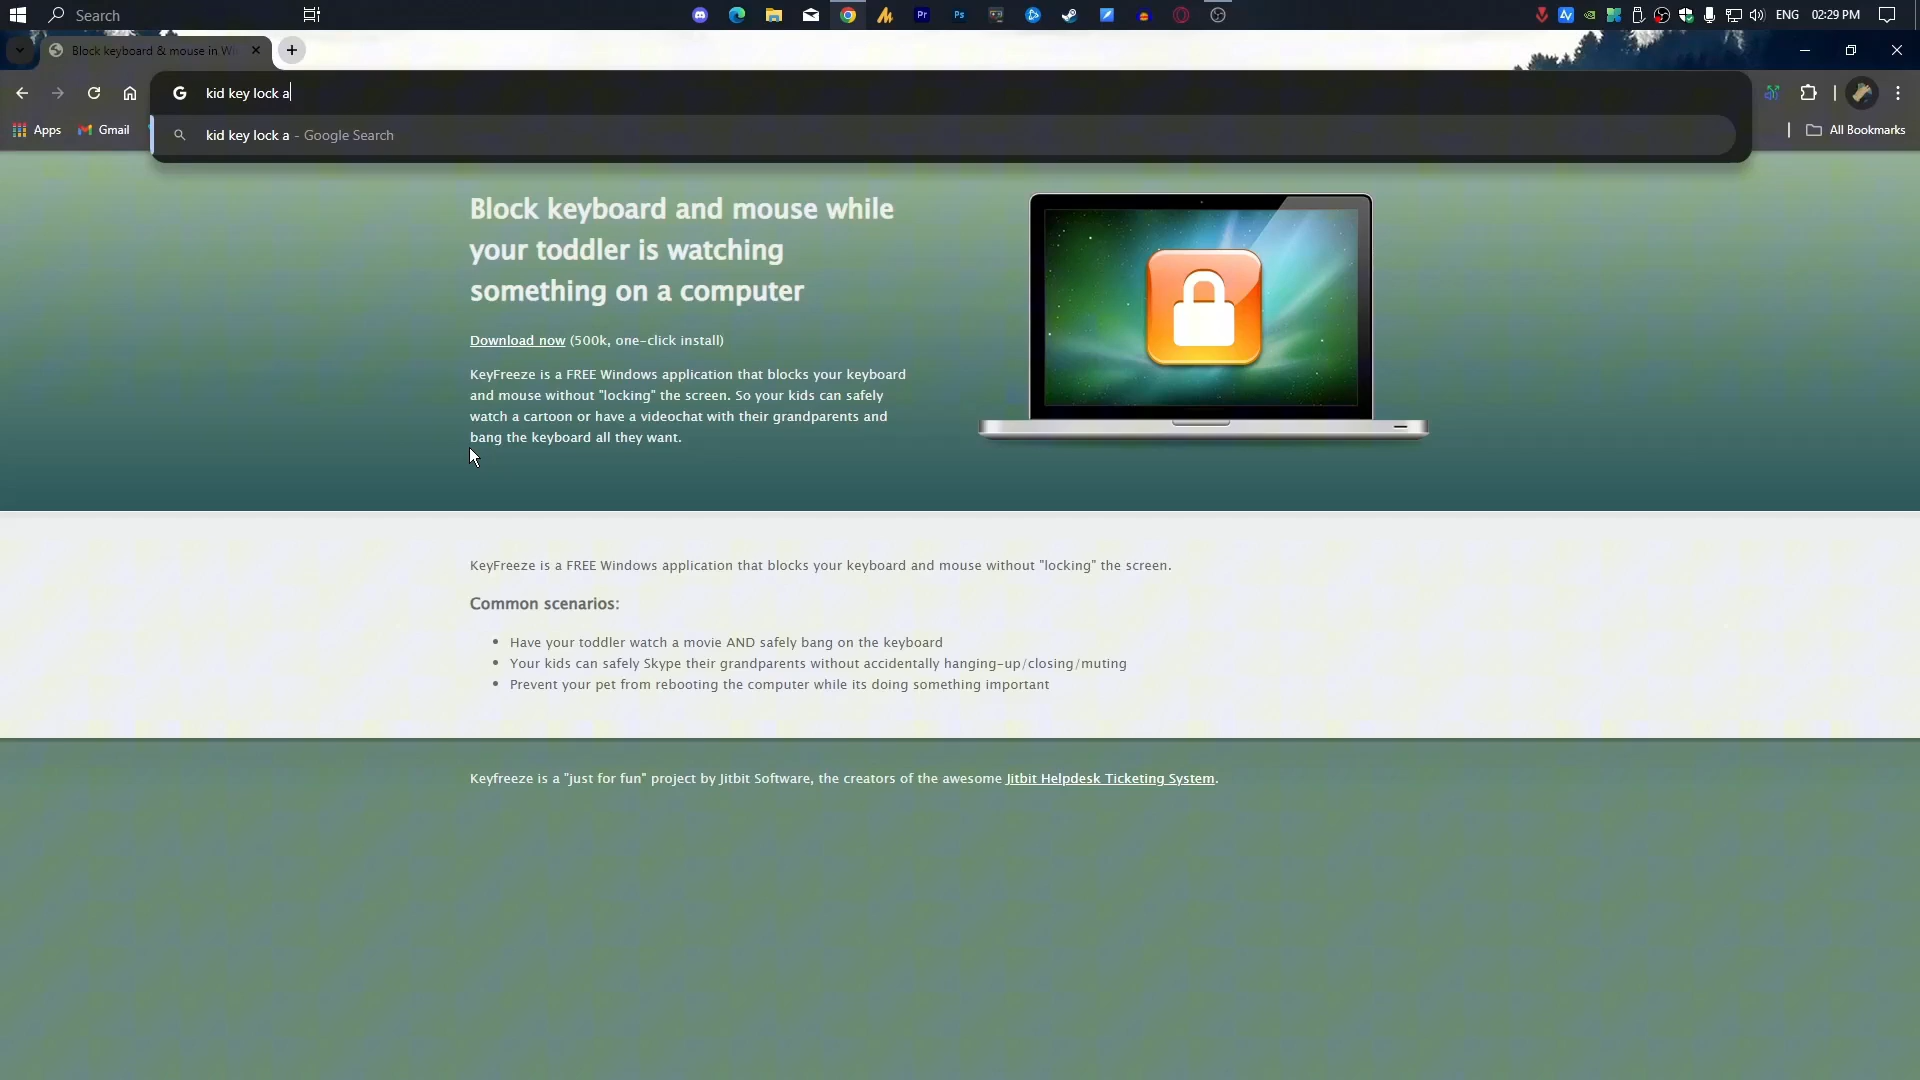 Search
Pr
Ps
ENG
02:29 PM
Block keyboard & mouse in Wi
kid key lock a
Apps
Gmail
kid key lock a - Google Search
All Bookmarks
Block keyboard and mouse while
your toddler is watching
something on a computer
Download now (500k, one-click install)
KeyFreeze is a FREE Windows application that blocks your keyboard
and mouse without "locking" the screen. So your kids can safely
watch a cartoon or have a videochat with their grandparents and
bang the keyboard all they want.
KeyFreeze is a FREE Windows application that blocks your keyboard and mouse without "locking" the screen.
Common scenarios:
Have your toddler watch a movie AND safely bang on the keyboard
Your kids can safely Skype their grandparents without accidentally hanging-up/closing/muting
Prevent your pet from rebooting the computer while its doing something important
Keyfreeze is a "just for fun" project by Jitbit Software, the creators of the awesome Jitbit Helpdesk Ticketing System.